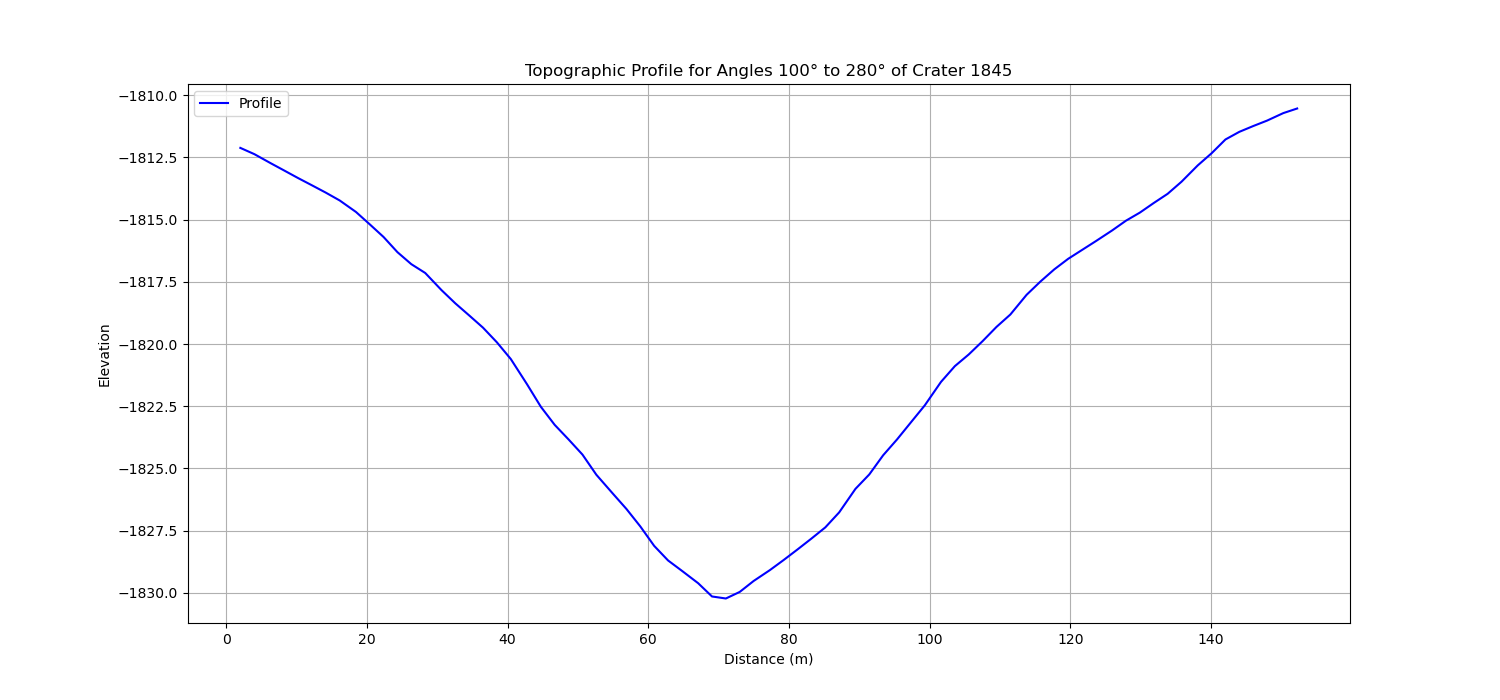 Topographic Profile for Angles 100° to 280° of Crater 1845
Profile
−1810.0
−1812.5
−1815.0
−1817.5
−1820.0
−1822.5
−1825.0
−1827.5
−1830.0
Elevation
0 20 40 60 80 100 120 140
Distance (m)